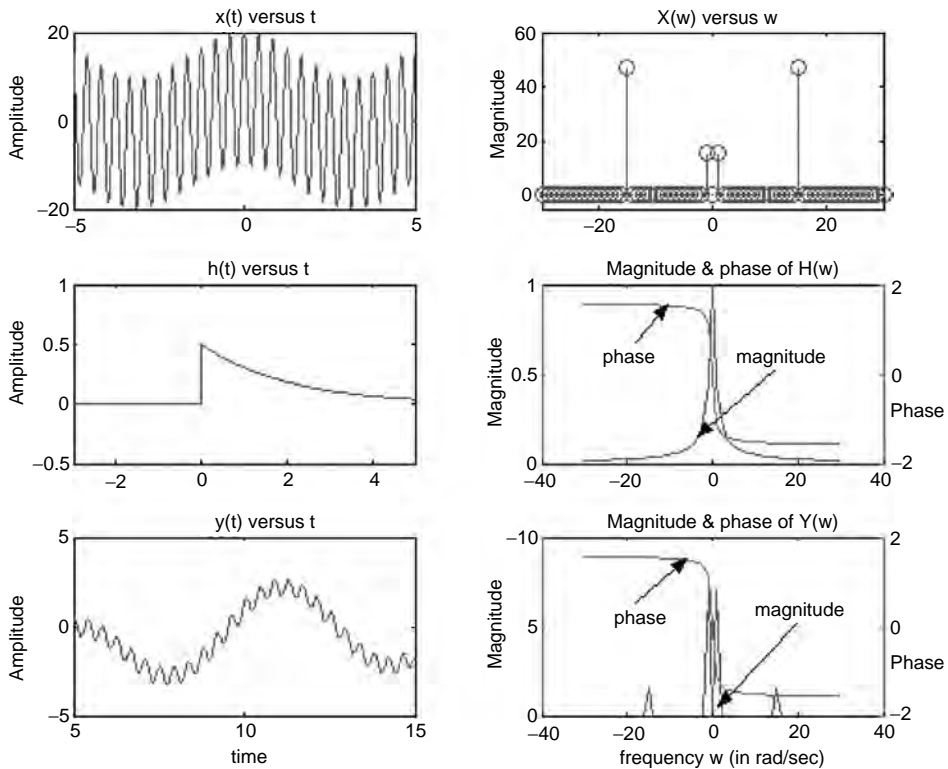 x(t) versus t
20
0
−20
Amplitude
−5
0
5
X(w) versus w
60
40
20
0
Magnitude
−20
0
20
h(t) versus t
1
0.5
0
−0.5
Amplitude
−2
0
2
4
Magnitude & phase of H(w)
1
0.5
0
Magnitude
phase
magnitude
2
0
−2
Phase
−40
−20
0
20
40
y(t) versus t
5
0
−5
Amplitude
5
10
15
time
Magnitude & phase of Y(w)
−10
5
0
Magnitude
phase
magnitude
2
0
−2
Phase
−40
−20
0
20
40
frequency w (in rad/sec)